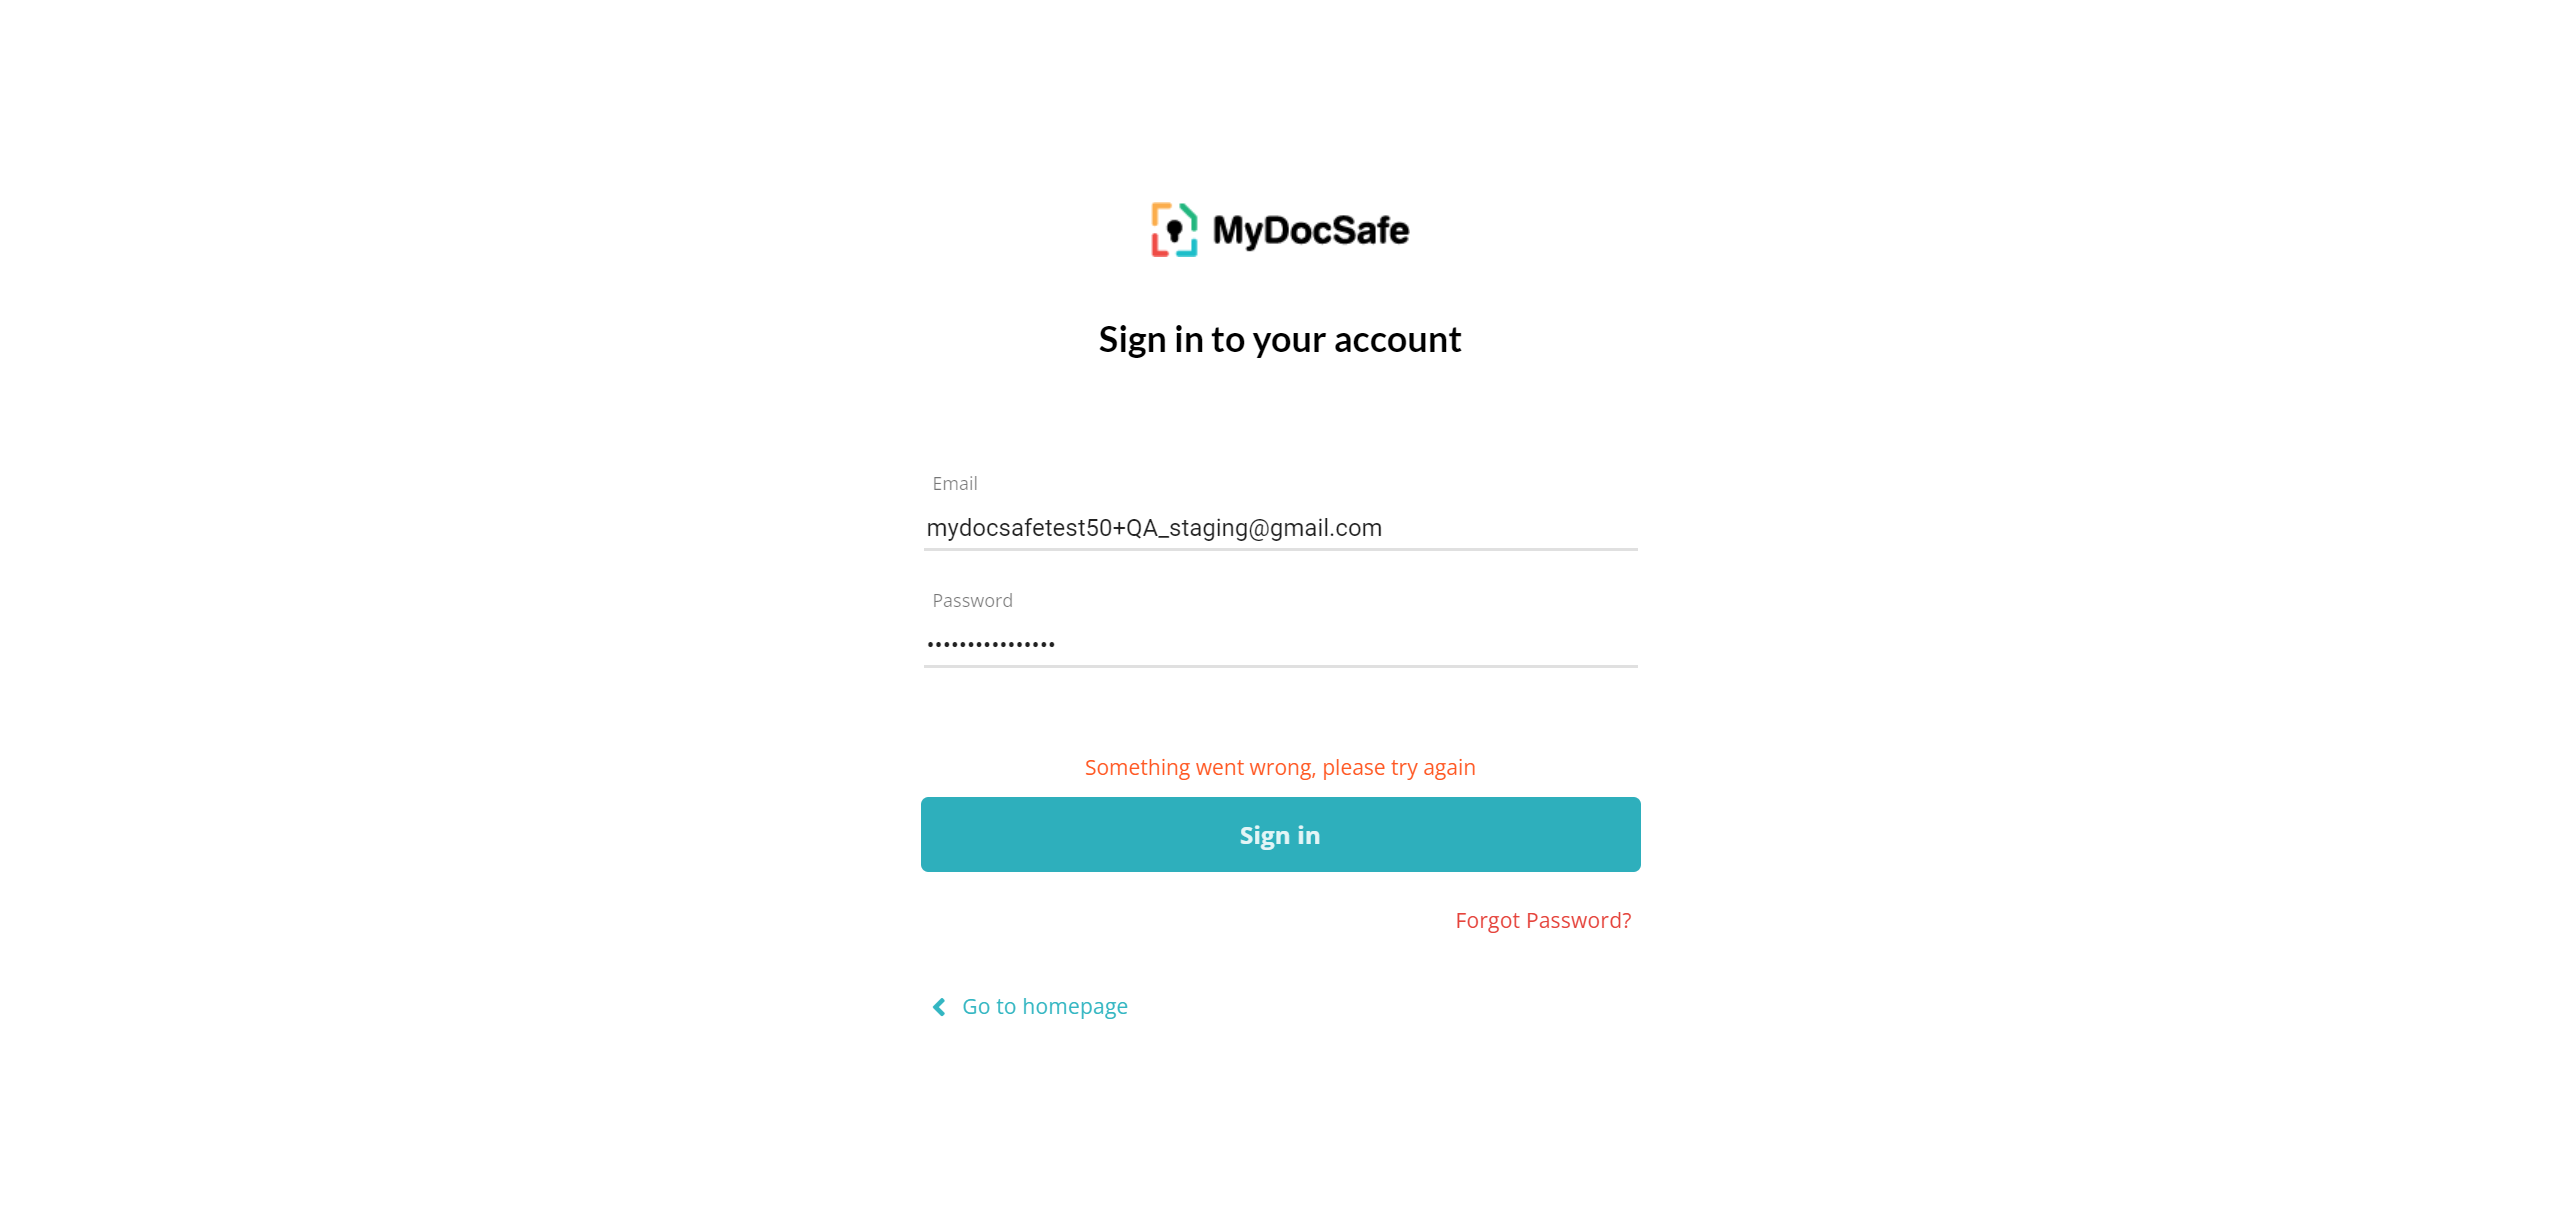 MyDocSafe
Sign in to your account
Email
mydocsafetest50+QA_staging@gmail.com
Password
••••••••••••••••
Something went wrong, please try again
Sign in
Forgot Password?
Go to homepage